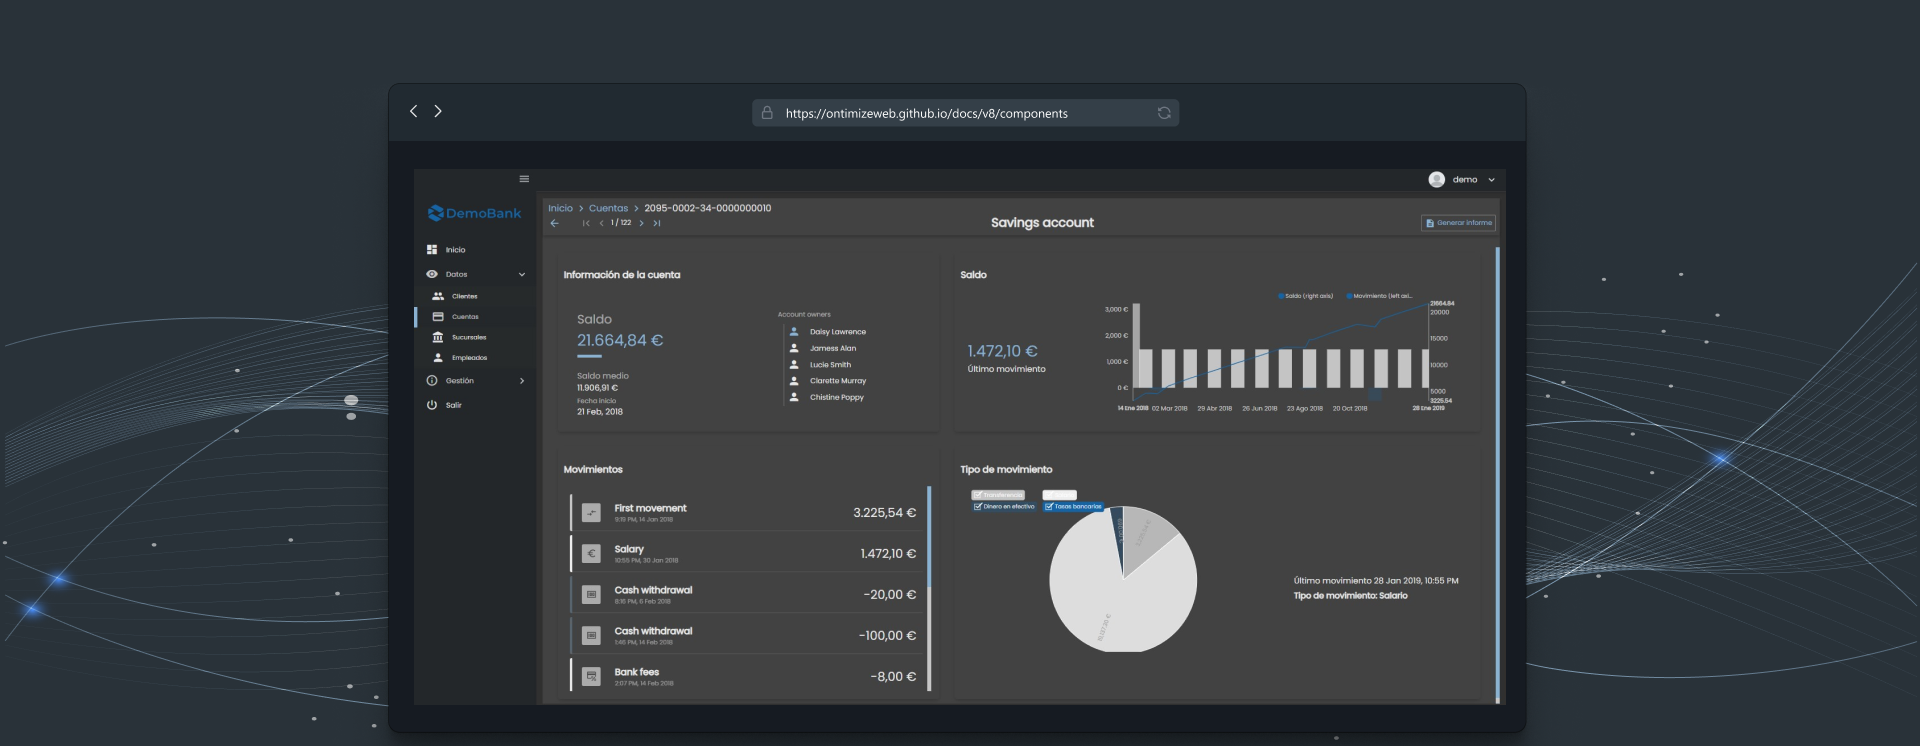 https://ontimizeweb.github.io/docs/v8/components
demo
DemoBank
Inicio
Datos
Clientes
Cuentas
Sucursales
Empleados
Gestión
Salir
Inicio > Cuentas > 2095-0002-34-0000000010
1 / 122
Savings account
Generar informe
Información de la cuenta
Saldo
21.664,84 €
Saldo medio
11.906,91 €
Fecha Inicio
21 Feb, 2018
Account owners
Daisy Lawrence
Jamess Alan
Lucie Smith
Clarette Murray
Chistine Poppy
Saldo
1.472,10 €
Último movimiento
Saldo (right axis)
Movimiento (left axi...
3,000 €
2,000 €
1,000 €
0 €
21664.84
20000
15000
10000
5000
3225.54
14 Ene 2018
02 Mar 2018
29 Abr 2018
26 Jun 2018
23 Ago 2018
20 Oct 2018
28 Ene 2019
Movimientos
First movement
3.225,54 €
9:19 PM, 14 Jan 2018
Salary
1.472,10 €
10:55 PM, 30 Jan 2018
Cash withdrawal
-20,00 €
8:16 PM, 6 Feb 2018
Cash withdrawal
-100,00 €
1:46 PM, 14 Feb 2018
Bank fees
-8,00 €
2:07 PM, 14 Feb 2018
Tipo de movimiento
Transferencia
Dinero en efectivo
Tasas bancarias
Último movimiento 28 Jan 2019, 10:55 PM
Tipo de movimiento: Salario